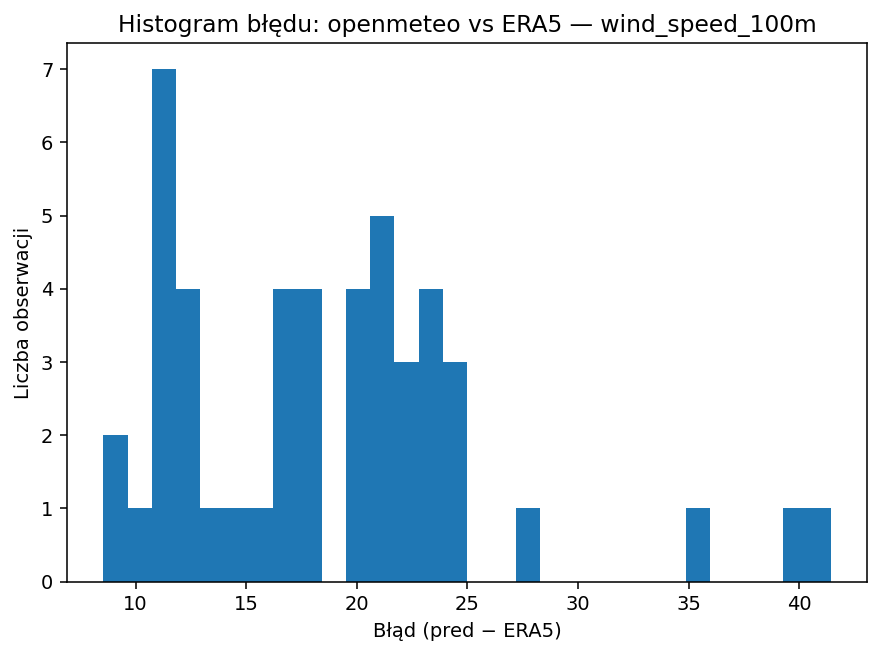 Histogram błędu: openmeteo vs ERA5 — wind_speed_100m
Liczba obserwacji
7
6
5
4
3
2
1
0
10 15 20 25 30 35 40
Błąd (pred − ERA5)